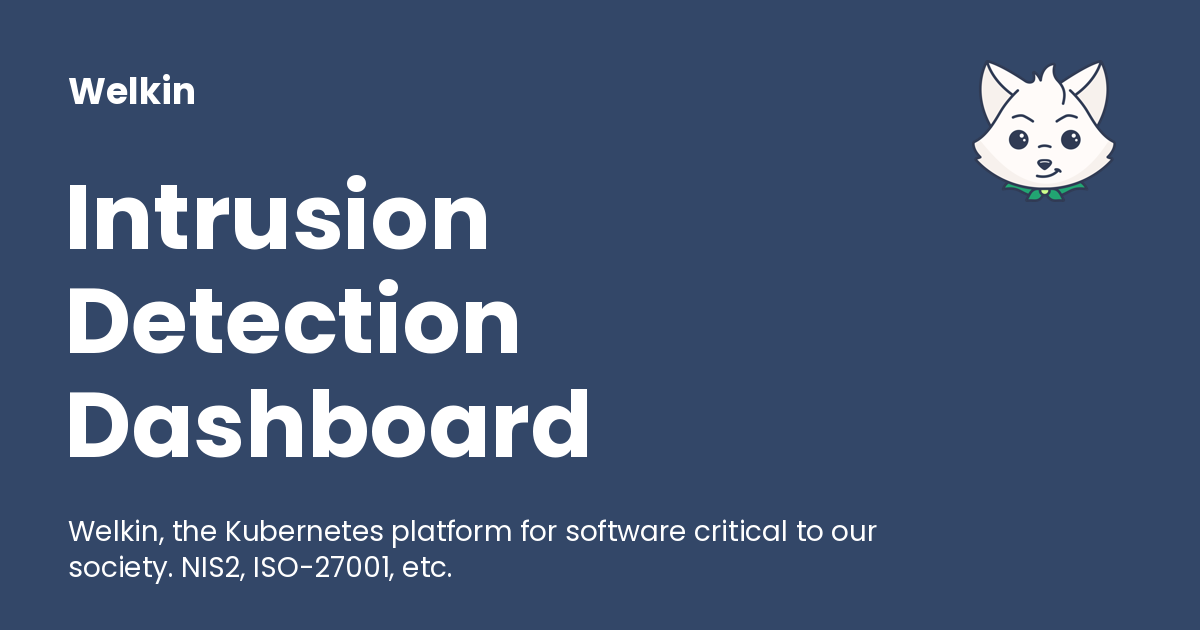 Welkin
Intrusion
Detection
Dashboard
Welkin, the Kubernetes platform for software critical to our
society. NIS2, ISO-27001, etc.